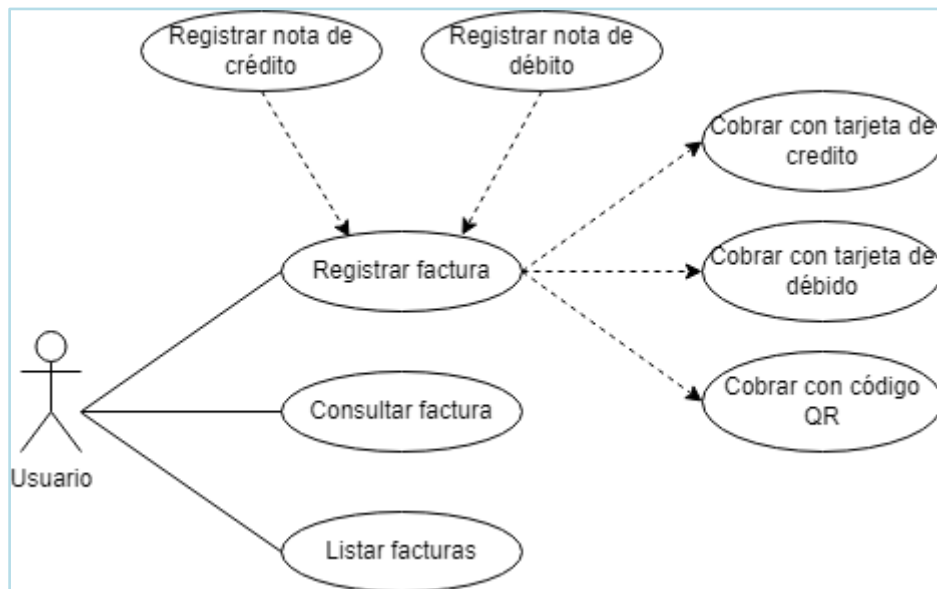 Registrar nota de
crédito
Registrar nota de
débito
Cobrar con tarjeta de
credito
Registrar factura
Cobrar con tarjeta de
débido
Consultar factura
Cobrar con código
QR
Usuario
Listar facturas